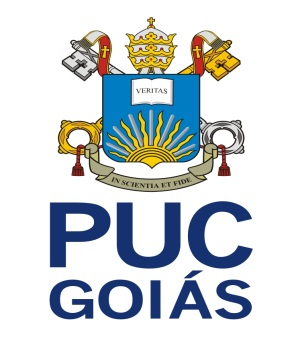 VERITAS
IN SCIENTIA ET FIDE
PUC
GOIÁS